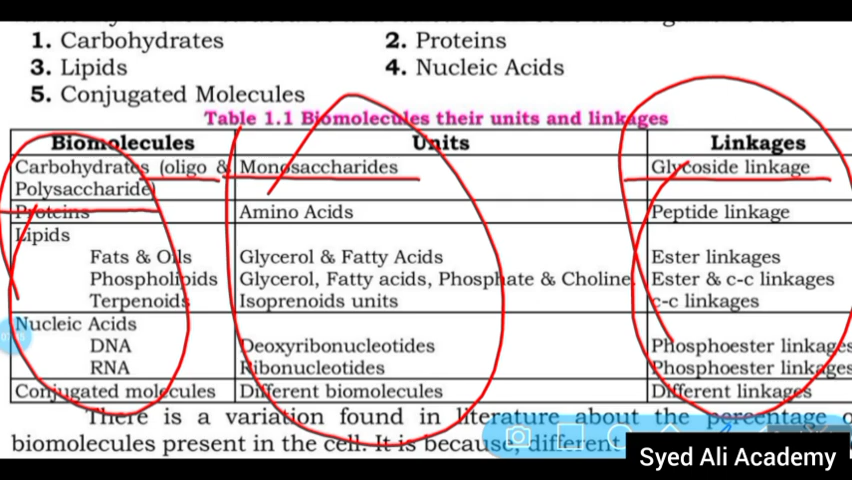 1. Carbohydrates 2. Proteins
3. Lipids 4. Nucleic Acids
5. Conjugated Molecules
Table 1.1 Biomolecules their units and linkages
Biomolecules Units Linkages
Carbohydrates (oligo & Monosaccharides Glycoside linkage
Polysaccharide)
Proteins Amino Acids Peptide linkage
Lipids
Fats & Oils Glycerol & Fatty Acids Ester linkages
Phospholipids Glycerol, Fatty acids, Phosphate & Choline Ester & c-c linkages
Terpenoids Isoprenoids units c-c linkages
Nucleic Acids
DNA Deoxyribonucleotides Phosphoester linkages
RNA Ribonucleotides Phosphoester linkages
Conjugated molecules Different biomolecules Different linkages
There is a variation found in literature about the percentage
biomolecules present in the cell. It is because, different
Syed Ali Academy